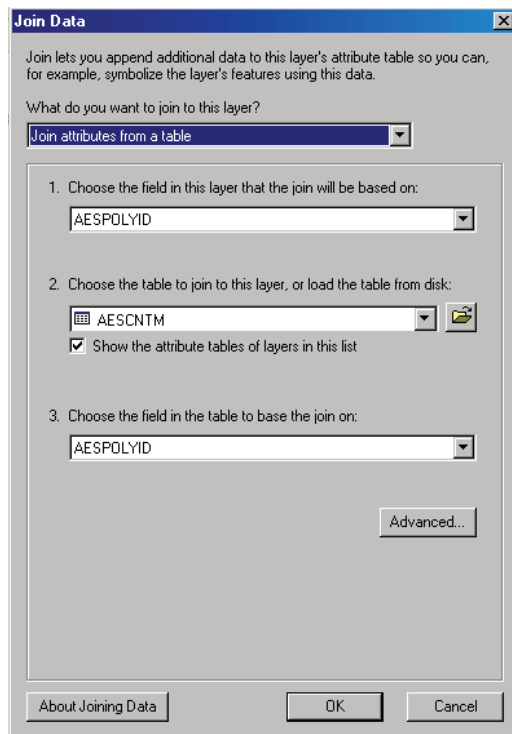 Join Data
Join lets you append additional data to this layer's attribute table so you can,
for example, symbolize the layer's features using this data.
What do you want to join to this layer?
Join attributes from a table
1. Choose the field in this layer that the join will be based on:
AESPOLYID
2. Choose the table to join to this layer, or load the table from disk:
AESCNTM
Show the attribute tables of layers in this list
3. Choose the field in the table to base the join on:
AESPOLYID
Advanced...
About Joining Data
OK
Cancel